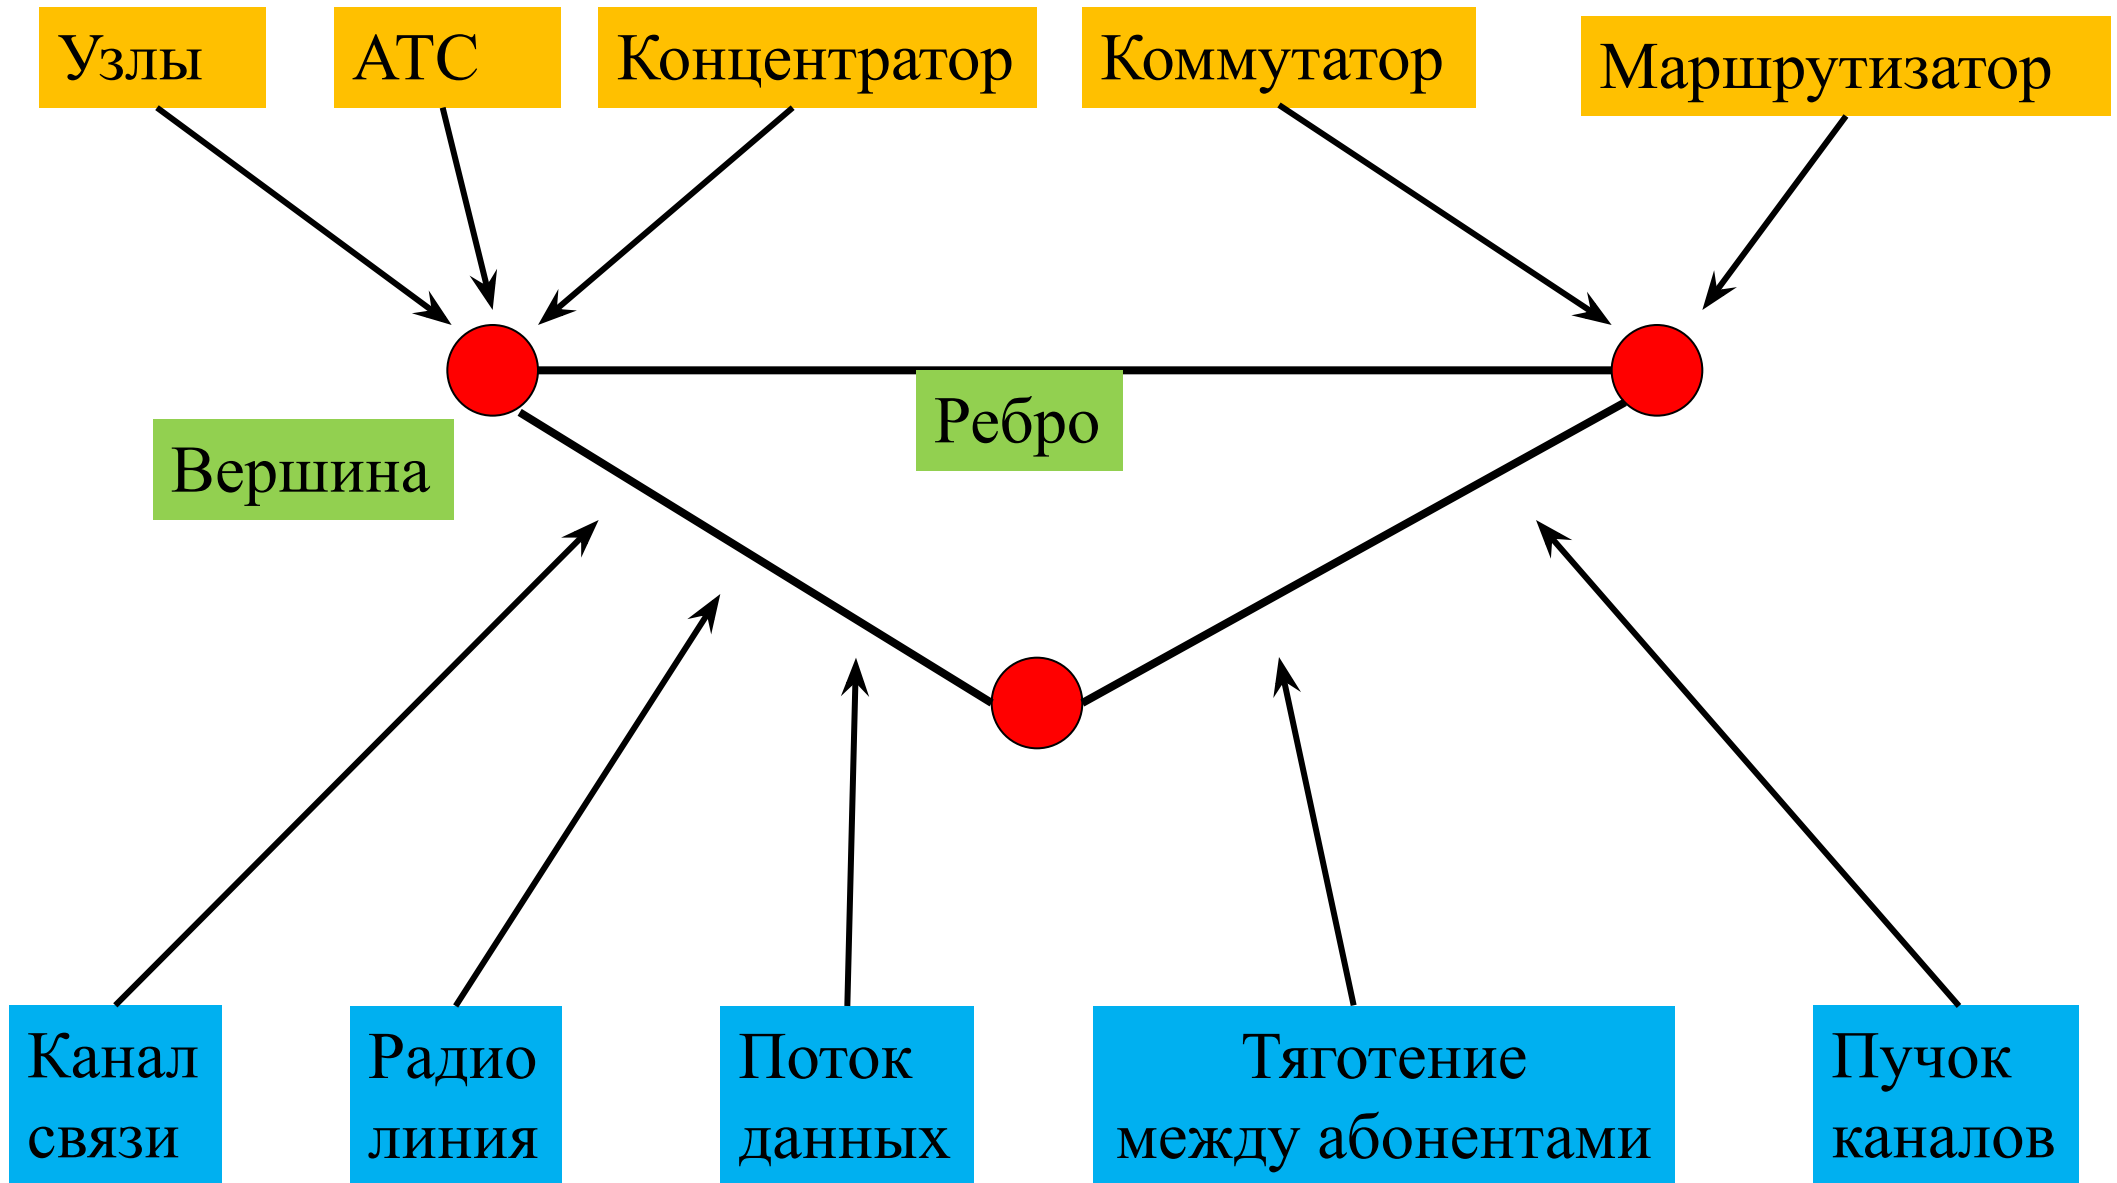 Узлы
АТС
Концентратор
Коммутатор
Маршрутизатор
Ребро
Вершина
Канал
связи
Радио
линия
Поток
данных
Тяготение
между абонентами
Пучок
каналов